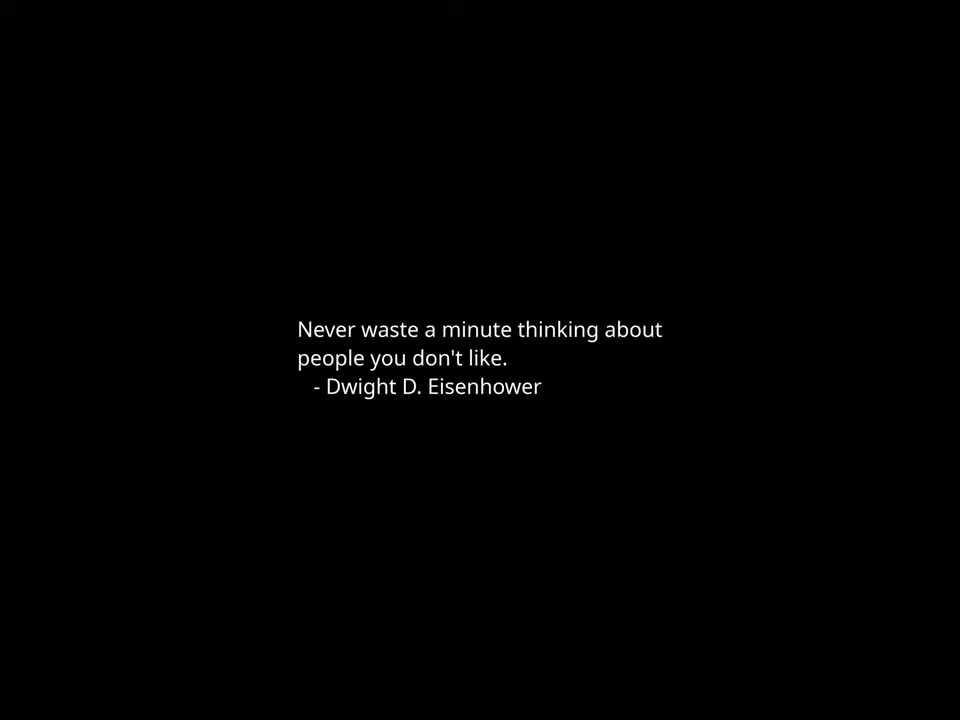 Never waste a minute thinking about
people you don't like.
- Dwight D. Eisenhower